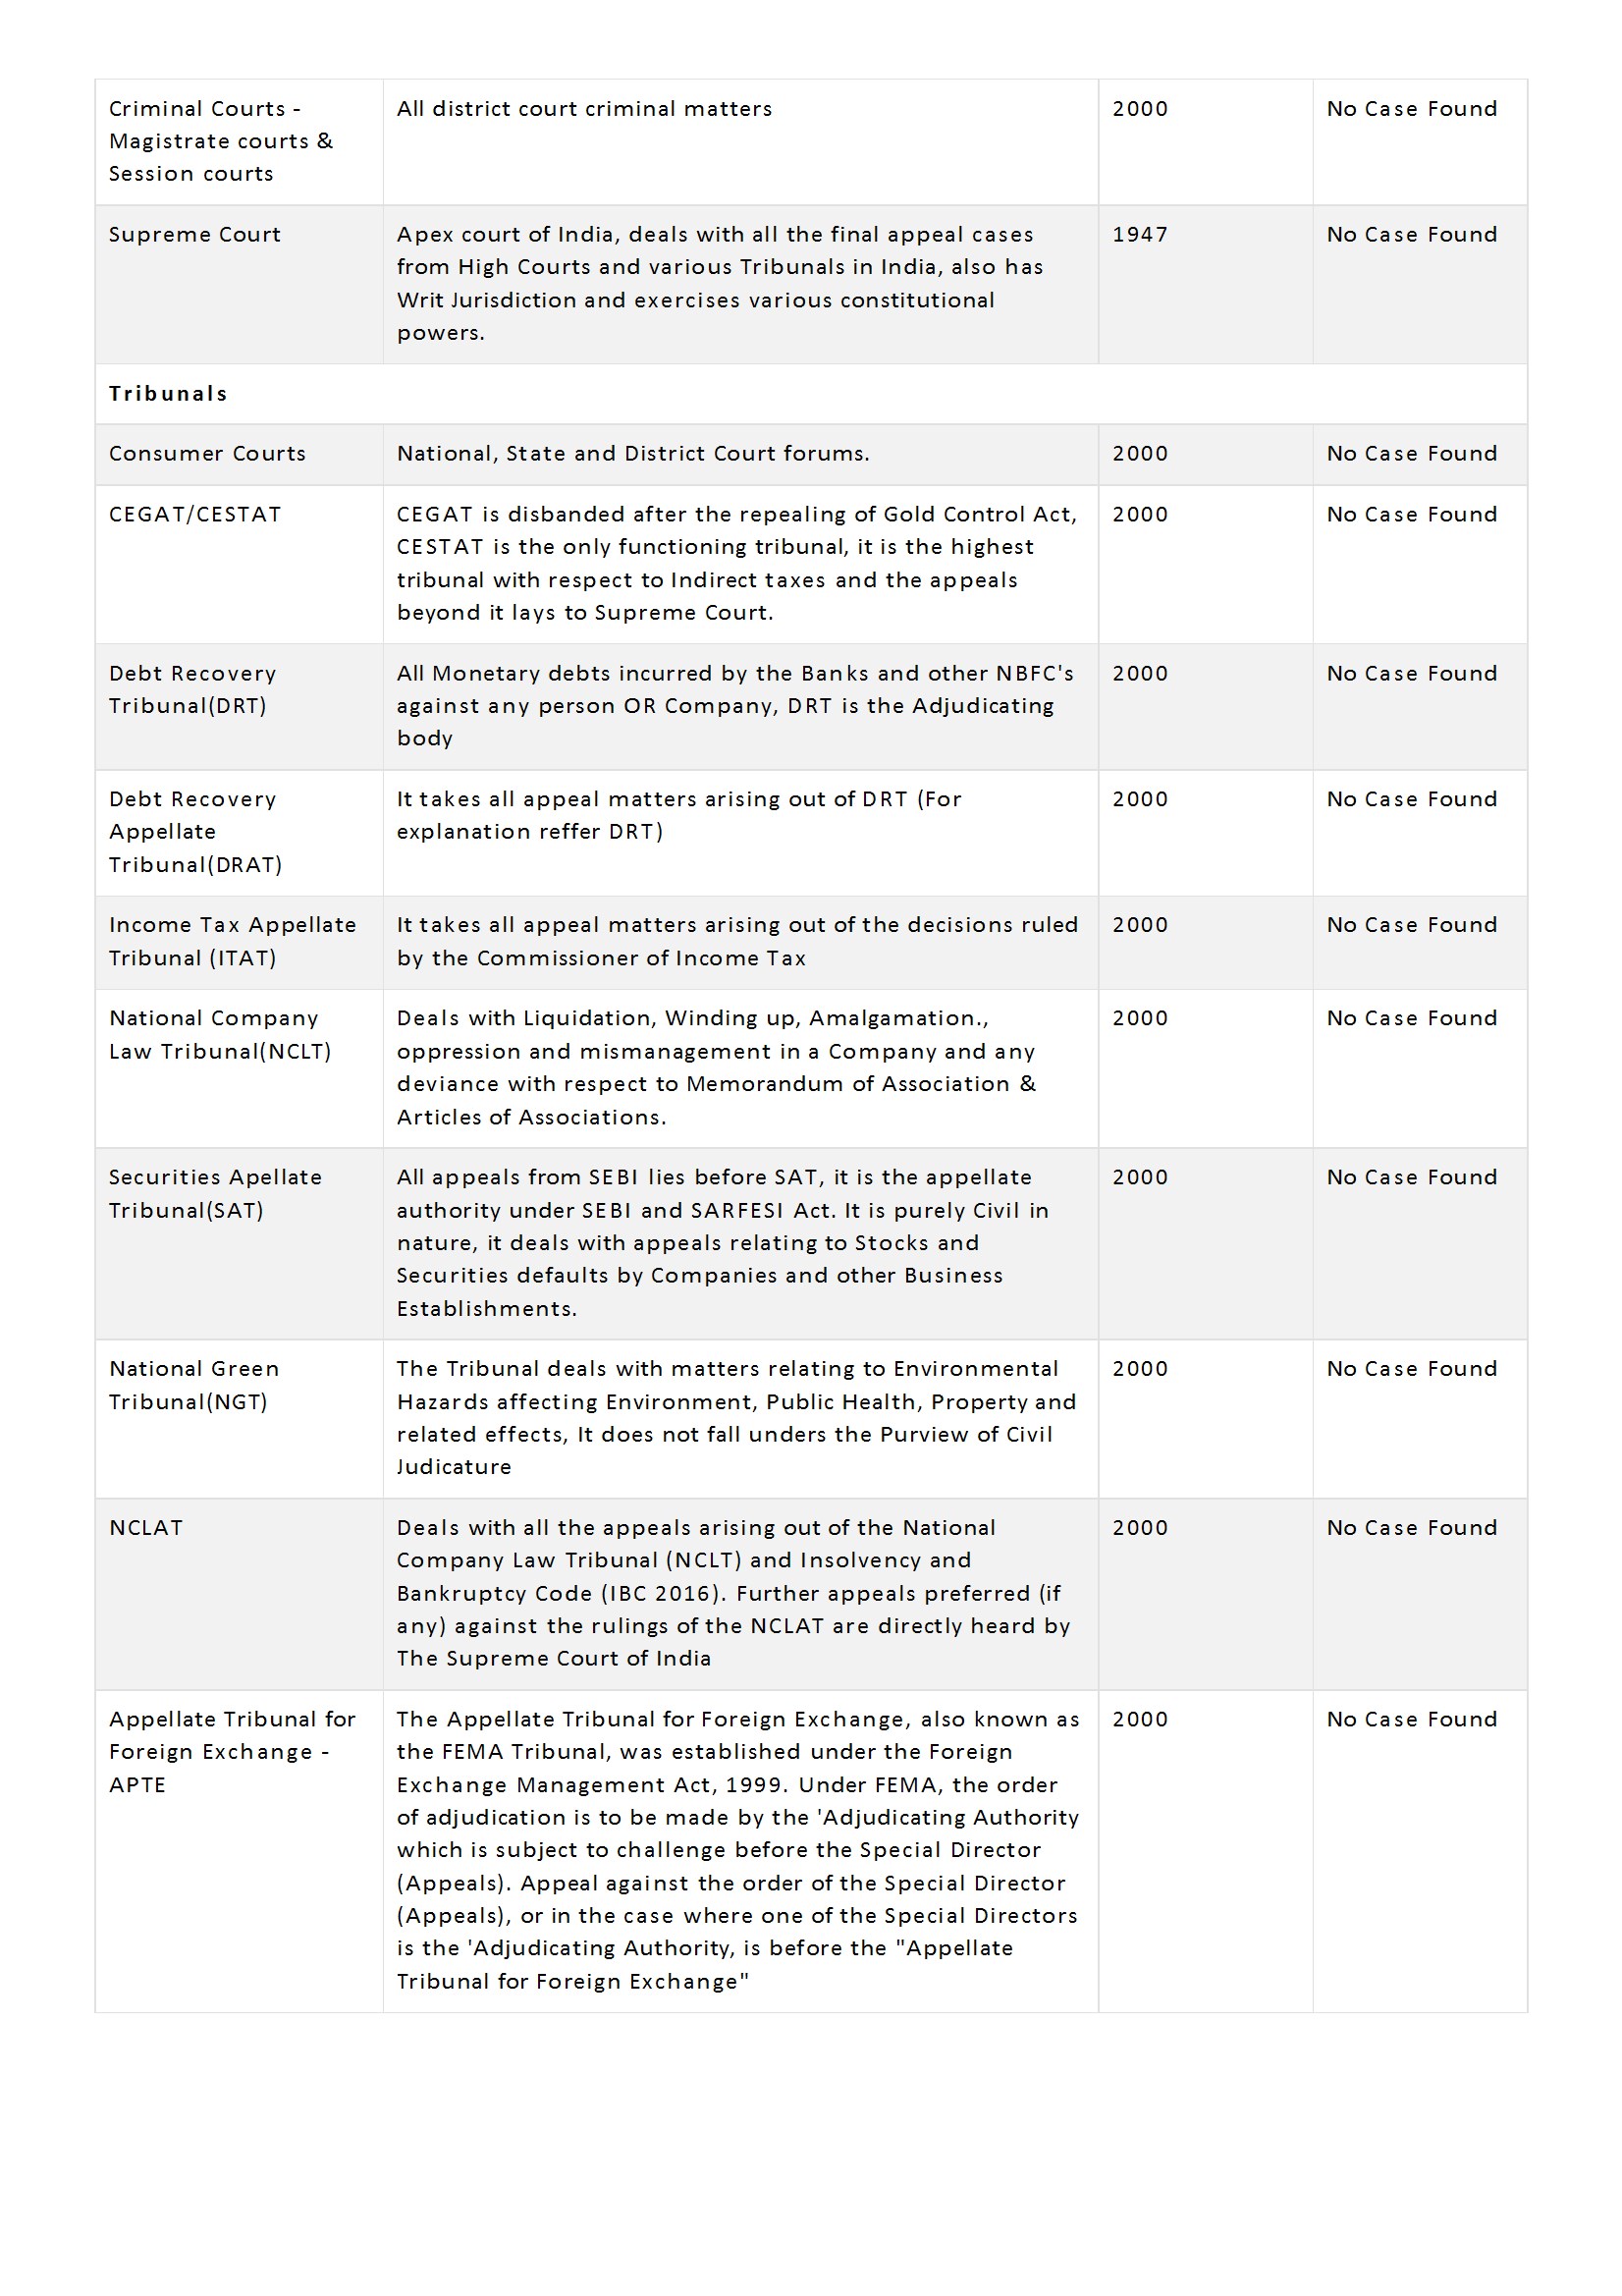 Criminal Courts -
Magistrate courts &
Session courts
All district court criminal matters
2000
No Case Found
Supreme Court
Apex court of India, deals with all the final appeal cases
from High Courts and various Tribunals in India, also has
Writ Jurisdiction and exercises various constitutional
powers.
1947
No Case Found
Tribunals
Consumer Courts
National, State and District Court forums.
2000
No Case Found
CEGAT/CESTAT
CEGAT is disbanded after the repealing of Gold Control Act,
CESTAT is the only functioning tribunal, it is the highest
tribunal with respect to Indirect taxes and the appeals
beyond it lays to Supreme Court.
2000
No Case Found
Debt Recovery
Tribunal(DRT)
All Monetary debts incurred by the Banks and other NBFC's
against any person OR Company, DRT is the Adjudicating
body
2000
No Case Found
Debt Recovery
Appellate
Tribunal(DRAT)
It takes all appeal matters arising out of DRT (For
explanation reffer DRT)
2000
No Case Found
Income Tax Appellate
Tribunal (ITAT)
It takes all appeal matters arising out of the decisions ruled
by the Commissioner of Income Tax
2000
No Case Found
National Company
Law Tribunal(NCLT)
Deals with Liquidation, Winding up, Amalgamation.,
oppression and mismanagement in a Company and any
deviance with respect to Memorandum of Association &
Articles of Associations.
2000
No Case Found
Securities Apellate
Tribunal(SAT)
All appeals from SEBI lies before SAT, it is the appellate
authority under SEBI and SARFESI Act. It is purely Civil in
nature, it deals with appeals relating to Stocks and
Securities defaults by Companies and other Business
Establishments.
2000
No Case Found
National Green
Tribunal(NGT)
The Tribunal deals with matters relating to Environmental
Hazards affecting Environment, Public Health, Property and
related effects, It does not fall unders the Purview of Civil
Judicature
2000
No Case Found
NCLAT
Deals with all the appeals arising out of the National
Company Law Tribunal (NCLT) and Insolvency and
Bankruptcy Code (IBC 2016). Further appeals preferred (if
any) against the rulings of the NCLAT are directly heard by
The Supreme Court of India
2000
No Case Found
Appellate Tribunal for
Foreign Exchange -
APTE
The Appellate Tribunal for Foreign Exchange, also known as
the FEMA Tribunal, was established under the Foreign
Exchange Management Act, 1999. Under FEMA, the order
of adjudication is to be made by the 'Adjudicating Authority
which is subject to challenge before the Special Director
(Appeals). Appeal against the order of the Special Director
(Appeals), or in the case where one of the Special Directors
is the 'Adjudicating Authority, is before the "Appellate
Tribunal for Foreign Exchange"
2000
No Case Found